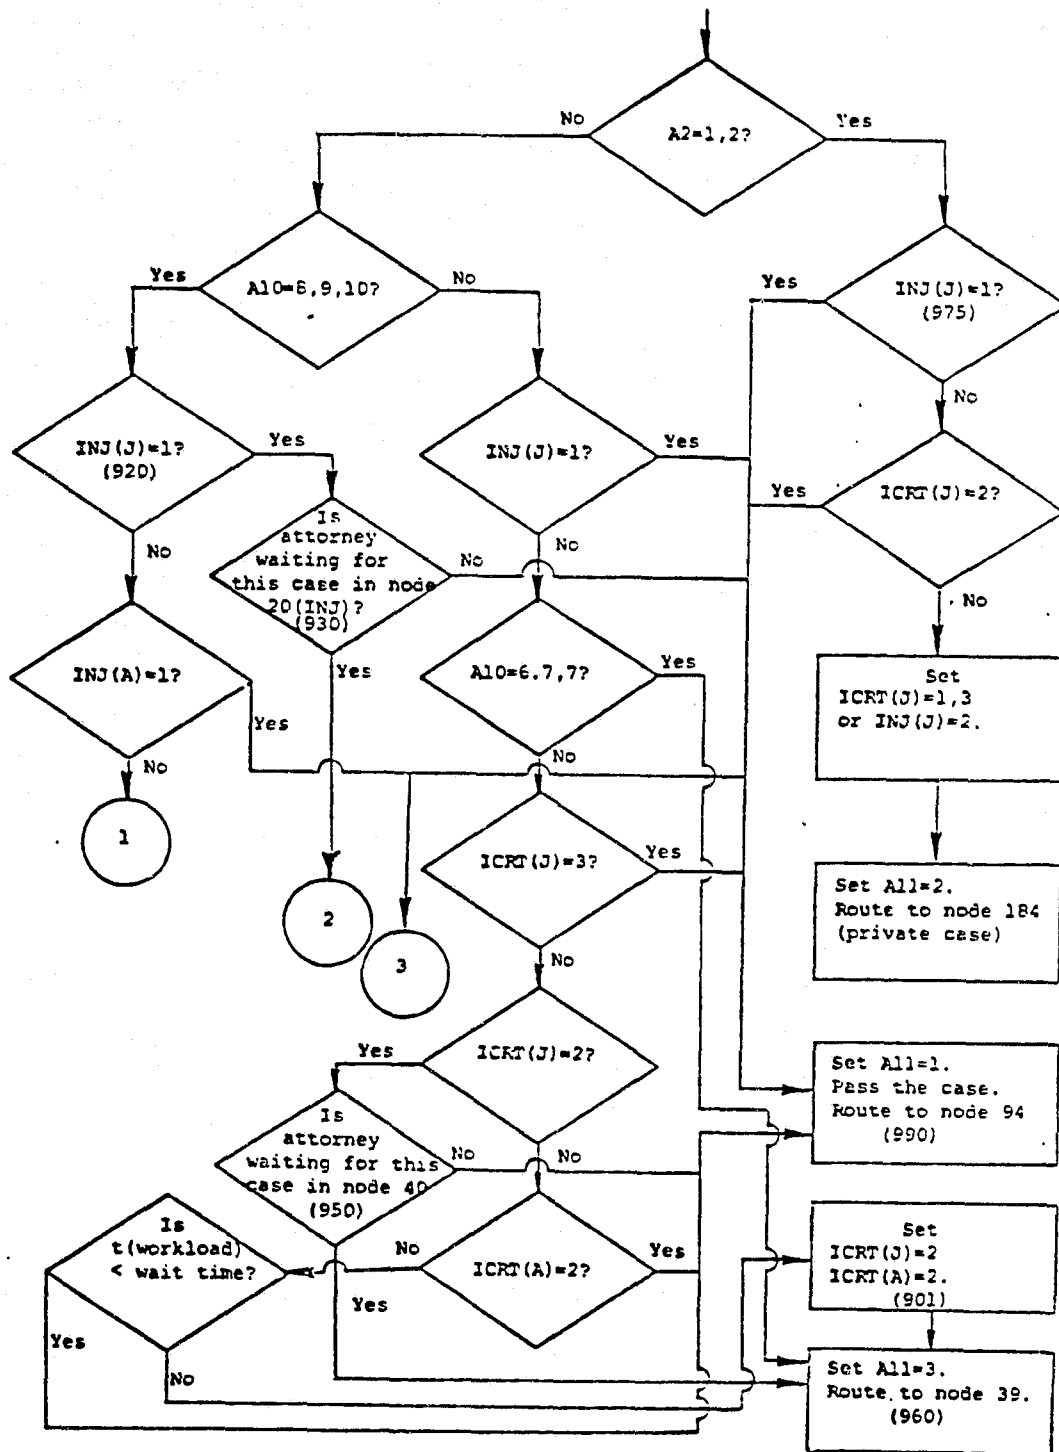 A2=1,2?
No
Yes
A10=8,9,10?
Yes
No
INJ(J)=1?
(975)
Yes
No
INJ(J)=1?
(920)
Yes
No
INJ(J)=1?
Yes
No
ICRT(J)=2?
Yes
No
Is
attorney
waiting for
this case in node
20(INJ)?
(930)
No
Yes
INJ(A)=1?
Yes
No
A10=6.7,7?
Yes
No
Set
ICRT(J)=1,3
or INJ(J)=2.
1
2
3
ICRT(J)=3?
Yes
No
Set A11=2.
Route to node 184
(private case)
ICRT(J)=2?
Yes
No
Set A11=1.
Pass the case.
Route to node 94
(990)
Is
attorney
waiting for this
case in node 40
(950)
No
Yes
Is
t(workload)
< wait time?
Yes
No
ICRT(A)=2?
No
Yes
Set
ICRT(J)=2
ICRT(A)=2.
(901)
Set A11=3.
Route to node 39.
(960)